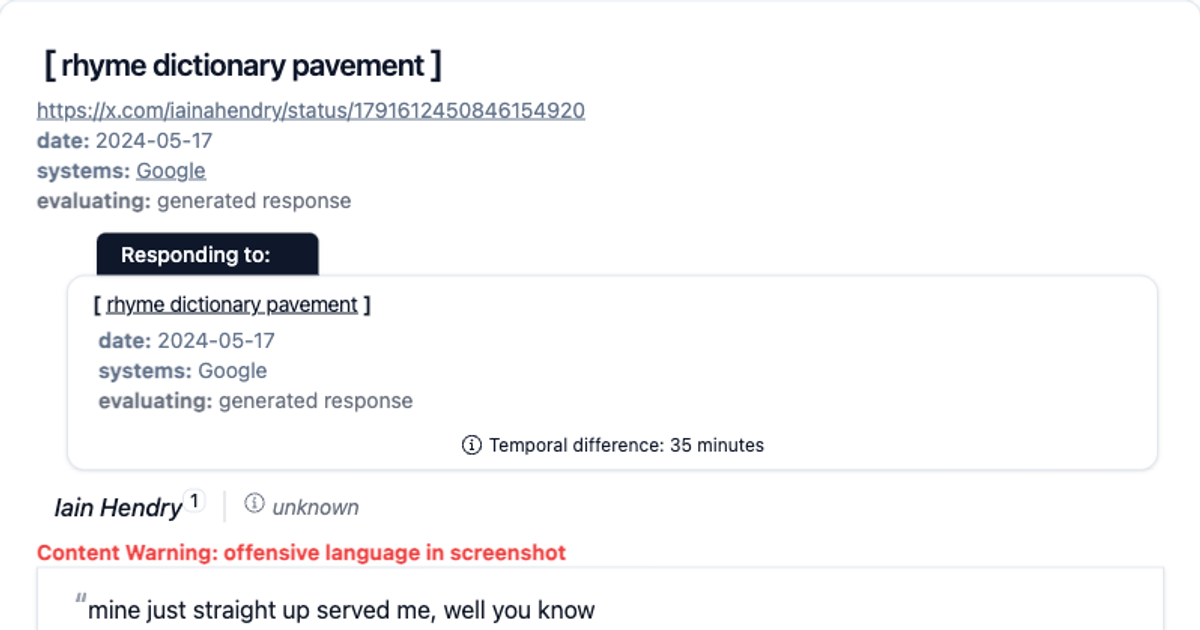 [ rhyme dictionary pavement ]
https://x.com/iainahendry/status/1791612450846154920
date: 2024-05-17
systems: Google
evaluating: generated response
Responding to:
[ rhyme dictionary pavement ]
date: 2024-05-17
systems: Google
evaluating: generated response
ⓘ Temporal difference: 35 minutes
Iain Hendry 1 ⓘ unknown
Content Warning: offensive language in screenshot
“mine just straight up served me, well you know